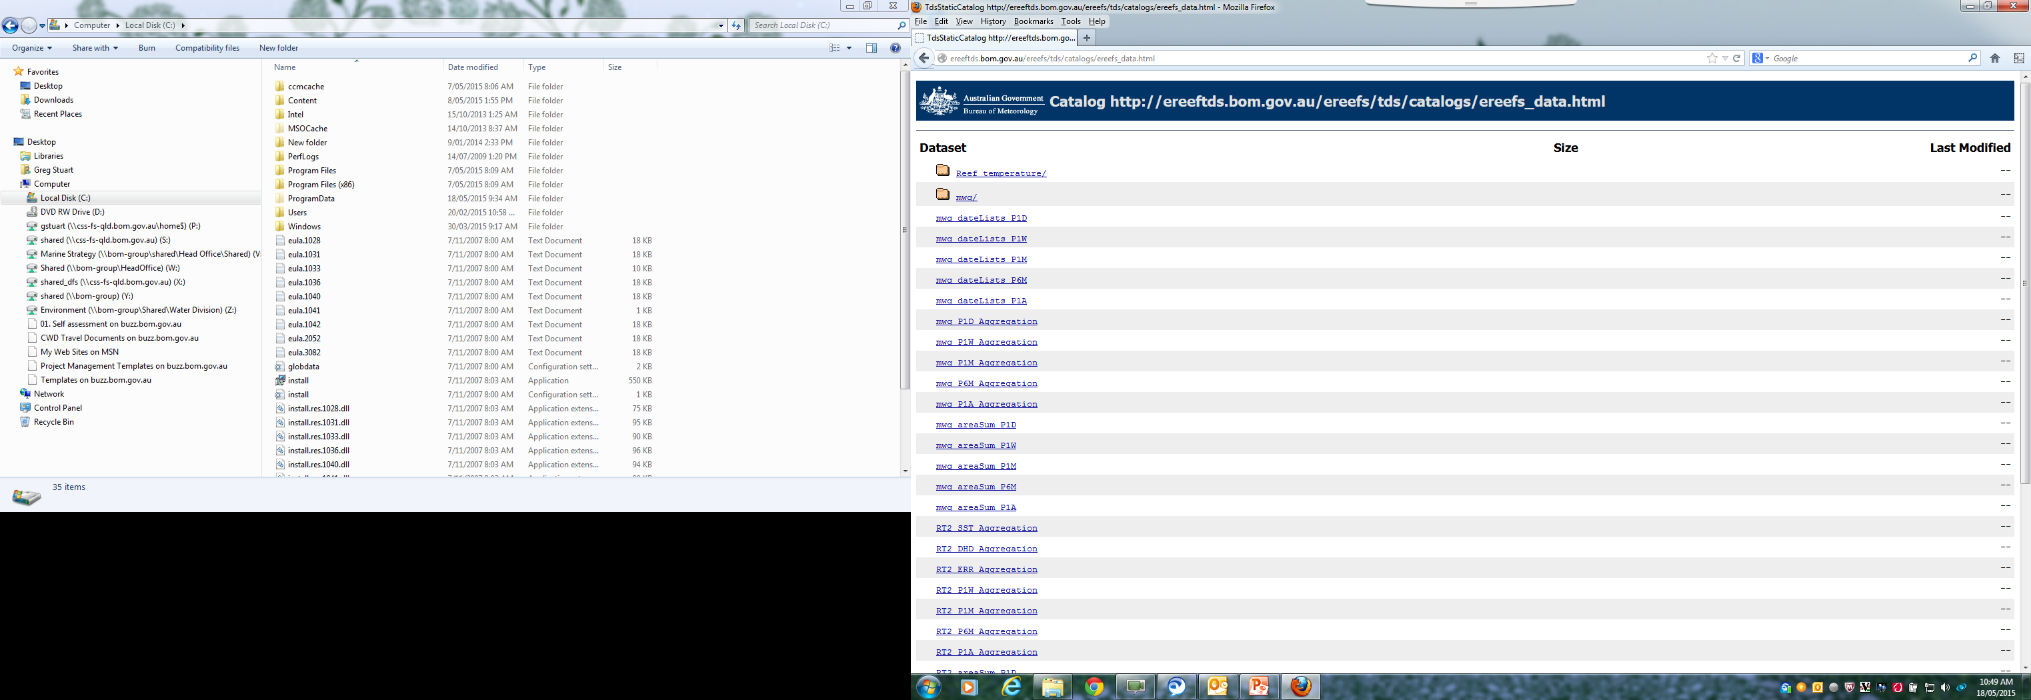 Computer ▸ Local Disk (C:) ▸
Search Local Disk (C:)
Organize Share with Burn Compatibility files New folder
Favorites
Desktop
Downloads
Recent Places
Desktop
Libraries
Greg Stuart
Computer
Local Disk (C:)
DVD RW Drive (D:)
gstuart (\\css-fs-qld.bom.gov.au\home$) (P:)
shared (\\css-fs-qld.bom.gov.au) (S:)
Marine Strategy (\\bom-group\shared\Head Office\Shared) (V:
Shared (\\bom-group\HeadOffice) (W:)
shared_dfs (\\css-fs-qld.bom.gov.au) (X:)
shared (\\bom-group) (Y:)
Environment (\\bom-group\Shared\Water Division) (Z:)
01. Self assessment on buzz.bom.gov.au
CWD Travel Documents on buzz.bom.gov.au
My Web Sites on MSN
Project Management Templates on buzz.bom.gov.au
Templates on buzz.bom.gov.au
Network
Control Panel
Recycle Bin
Name Date modified Type Size
ccmcache 7/05/2015 8:06 AM File folder
Content 8/05/2015 1:55 PM File folder
Intel 15/10/2013 1:25 AM File folder
MSOCache 14/10/2013 8:37 AM File folder
New folder 9/01/2014 2:33 PM File folder
PerfLogs 14/07/2009 1:20 PM File folder
Program Files 7/05/2015 8:09 AM File folder
Program Files (x86) 7/05/2015 8:09 AM File folder
ProgramData 18/05/2015 9:34 AM File folder
Users 20/02/2015 10:58 ... File folder
Windows 30/03/2015 9:17 AM File folder
eula.1028 7/11/2007 8:00 AM Text Document 18 KB
eula.1031 7/11/2007 8:00 AM Text Document 18 KB
eula.1033 7/11/2007 8:00 AM Text Document 10 KB
eula.1036 7/11/2007 8:00 AM Text Document 18 KB
eula.1040 7/11/2007 8:00 AM Text Document 18 KB
eula.1041 7/11/2007 8:00 AM Text Document 1 KB
eula.1042 7/11/2007 8:00 AM Text Document 18 KB
eula.2052 7/11/2007 8:00 AM Text Document 18 KB
eula.3082 7/11/2007 8:00 AM Text Document 18 KB
globdata 7/11/2007 8:00 AM Configuration sett... 2 KB
install 7/11/2007 8:03 AM Application 550 KB
install 7/11/2007 8:00 AM Configuration sett... 1 KB
install.res.1028.dll 7/11/2007 8:03 AM Application extens... 75 KB
install.res.1031.dll 7/11/2007 8:03 AM Application extens... 95 KB
install.res.1033.dll 7/11/2007 8:03 AM Application extens... 90 KB
install.res.1036.dll 7/11/2007 8:03 AM Application extens... 96 KB
install.res.1040.dll 7/11/2007 8:03 AM Application extens... 94 KB
35 items
TdsStaticCatalog http://ereeftds.bom.gov.au/ereefs/tds/catalogs/ereefs_data.html - Mozilla Firefox
File Edit View History Bookmarks Tools Help
TdsStaticCatalog http://ereeftds.bom.go...
ereeftds.bom.gov.au/ereefs/tds/catalogs/ereefs_data.html
Google
Australian Government
Bureau of Meteorology
Catalog http://ereeftds.bom.gov.au/ereefs/tds/catalogs/ereefs_data.html
Dataset Size Last Modified
Reef_temperature/ --
mwq/ --
mwq_dateLists_P1D --
mwq_dateLists_P1W --
mwq_dateLists_P1M --
mwq_dateLists_P6M --
mwq_dateLists_P1A --
mwq_P1D_Aggregation --
mwq_P1W_Aggregation --
mwq_P1M_Aggregation --
mwq_P6M_Aggregation --
mwq_P1A_Aggregation --
mwq_areaSum_P1D --
mwq_areaSum_P1W --
mwq_areaSum_P1M --
mwq_areaSum_P6M --
mwq_areaSum_P1A --
RT2_SST_Aggregation --
RT2_DHD_Aggregation --
RT2_ERR_Aggregation --
RT2_P1W_Aggregation --
RT2_P1M_Aggregation --
RT2_P6M_Aggregation --
RT2_P1A_Aggregation --
RT2_areaSum_P1D --
10:49 AM
18/05/2015